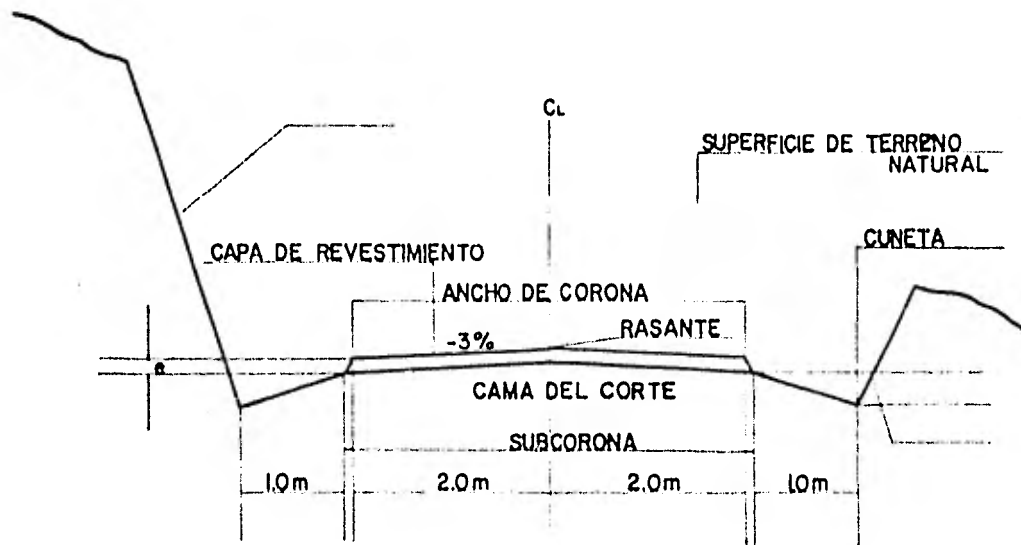 CL
SUPERFICIE DE TERRENO
NATURAL
CUNETA
CAPA DE REVESTIMIENTO
ANCHO DE CORONA
-3%
RASANTE
CAMA DEL CORTE
SUBCORONA
1.0m
2.0m
2.0m
1.0m